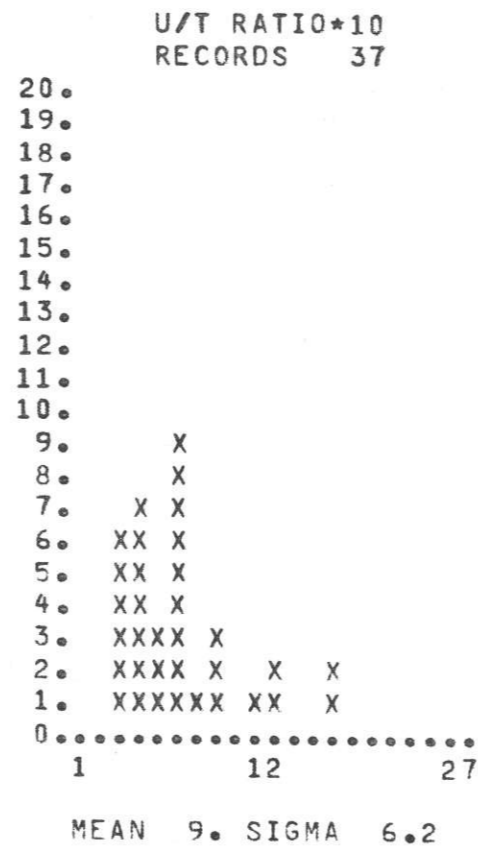 U/T RATIO*10
RECORDS   37
20.
19.
18.
17.
16.
15.
14.
13.
12.
11.
10.
 9.     X
 8.     X
 7.   X X
 6.  XX X
 5.  XX X
 4.  XX X
 3.  XXXX X
 2.  XXXX X  X  X
 1.  XXXXXX XX  X
 0......................
1         12        27
MEAN  9. SIGMA  6.2